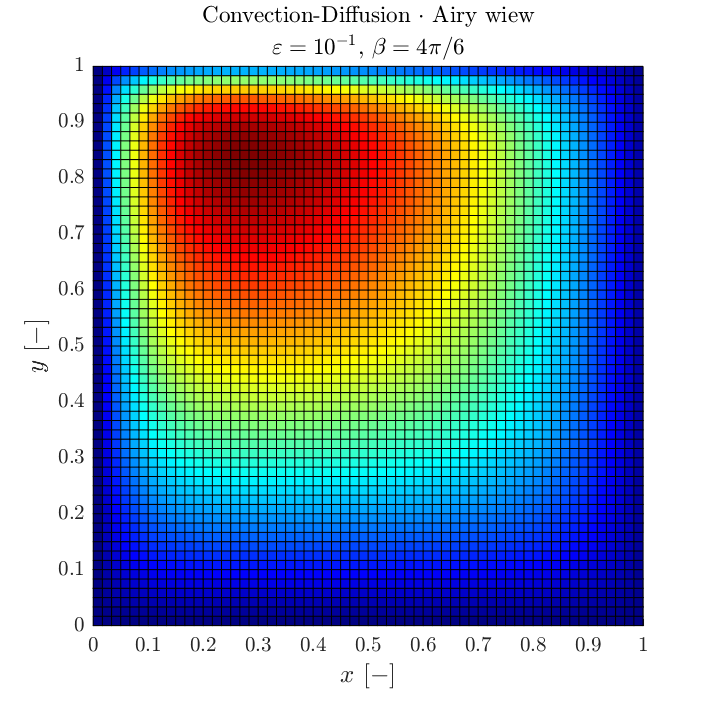 Convection-Diffusion · Airy wiew
ε = 10⁻¹, β = 4π/6
1
0.9
0.8
0.7
0.6
0.5
0.4
0.3
0.2
0.1
0
y [−]
0 0.1 0.2 0.3 0.4 0.5 0.6 0.7 0.8 0.9 1
x [−]